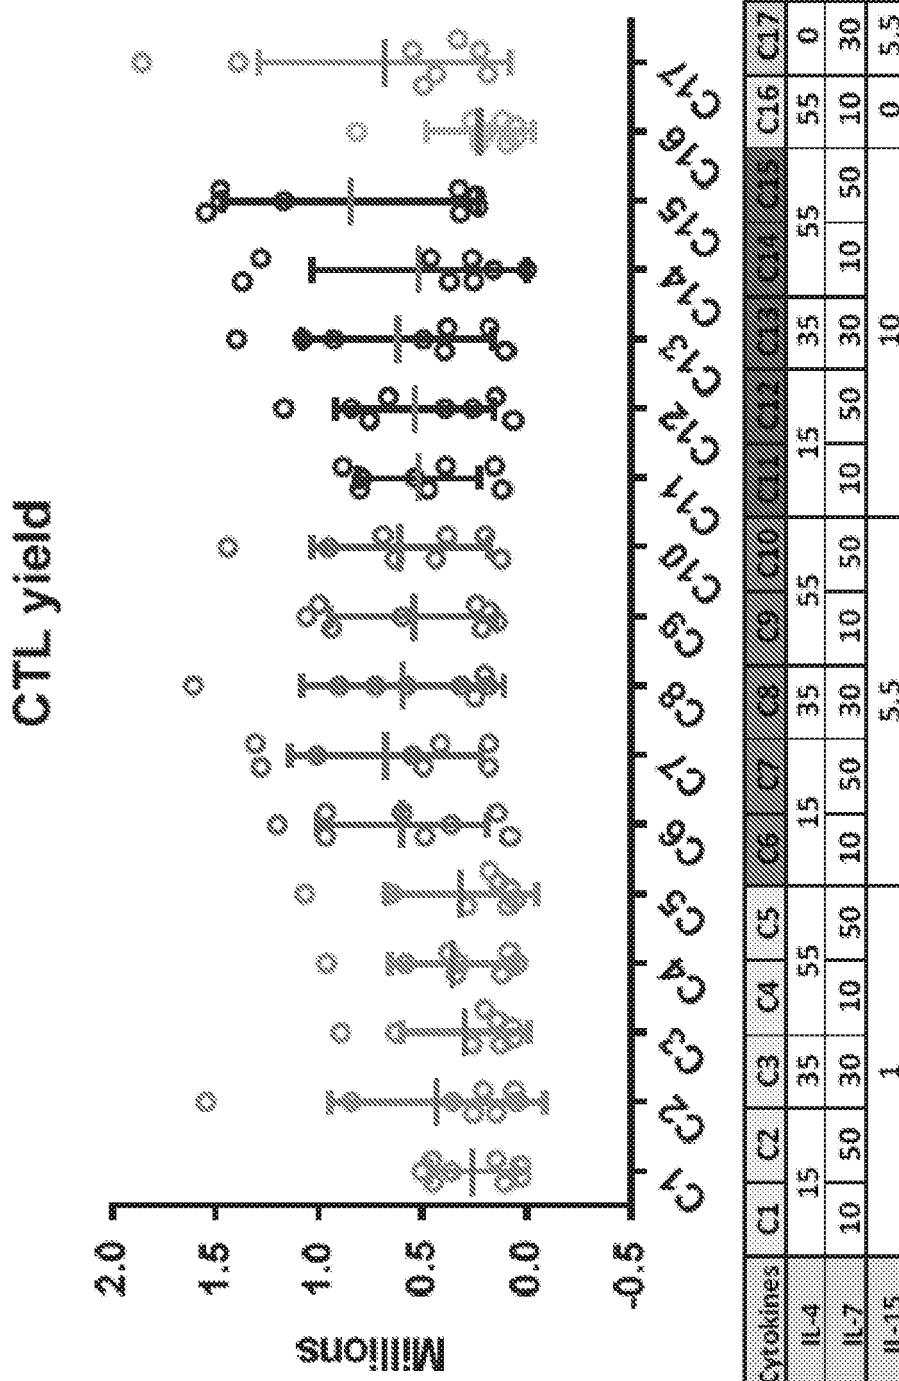 CTL yield
Millions
2.0
1.5
1.0
0.5
0.0
-0.5
C1 C2 C3 C4 C5 C6 C7 C8 C9 C10 C11 C12 C13 C14 C15 C16 C17
Cytokines C1 C2 C3 C4 C5 C6 C7 C8 C9 C10 C11 C12 C13 C14 C15 C16 C17
IL-4 15 35 55 15 35 55 15 35 55 55 0
IL-7 10 50 30 10 50 10 50 30 10 50 10 50 30 10 50 10 30
IL-15 1 5.5 10 0 5.5